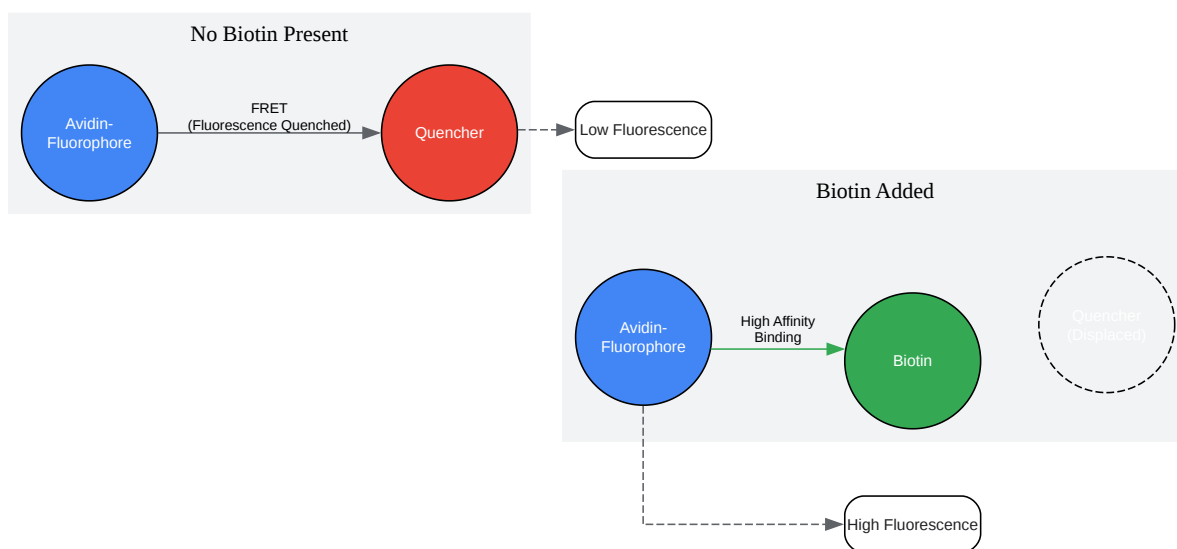 No Biotin Present
Avidin-
Fluorophore
FRET
(Fluorescence Quenched)
Quencher
Low Fluorescence
Biotin Added
Avidin-
Fluorophore
High Affinity
Binding
Biotin
Quencher
(Displaced)
High Fluorescence